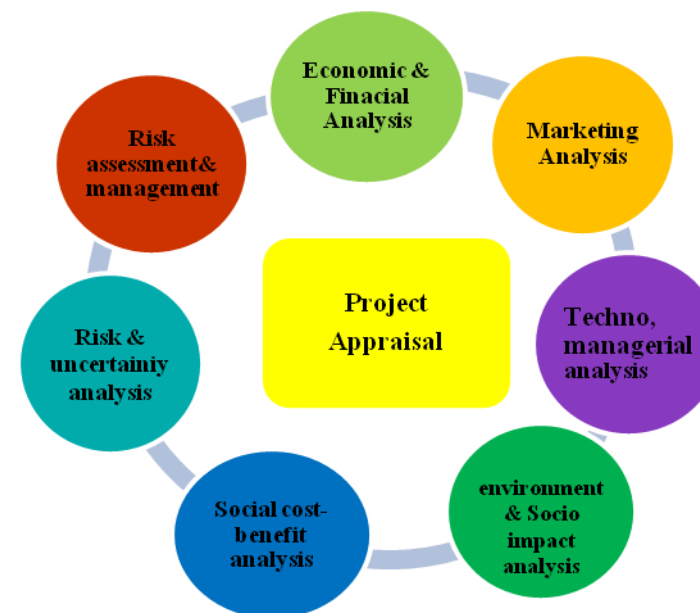 Economic &
Finacial
Analysis
Marketing
Analysis
Techno,
managerial
analysis
environment
& Socio
impact
analysis
Social cost-
benefit
analysis
Risk &
uncertainiy
analysis
Risk
assessment&
management
Project
Appraisal